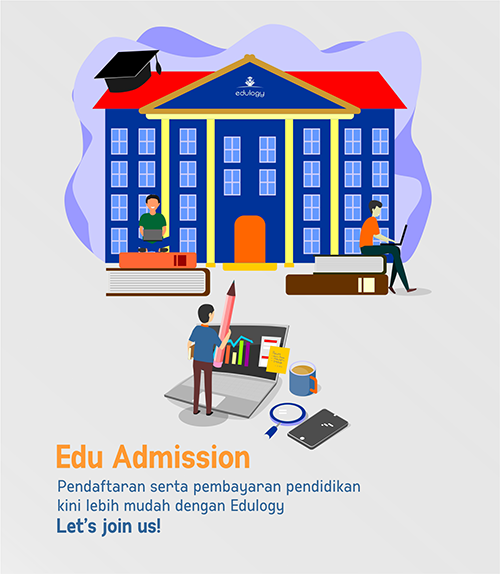 edulogy
Edu Admission
Pendaftaran serta pembayaran pendidikan
kini lebih mudah dengan Edulogy
Let's join us!